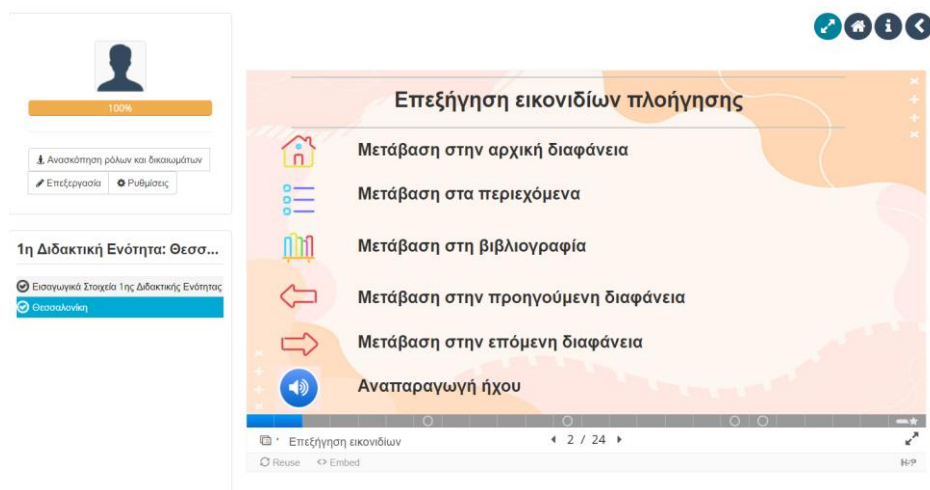 100%
Ανασκόπηση ρόλων και δικαιωμάτων
Επεξεργασία Ρυθμίσεις
1η Διδακτική Ενότητα: Θεσσ...
Εισαγωγικά Στοιχεία 1ης Διδακτικής Ενότητας
Θεσσαλονίκη
Επεξήγηση εικονιδίων πλοήγησης
Μετάβαση στην αρχική διαφάνεια
Μετάβαση στα περιεχόμενα
Μετάβαση στη βιβλιογραφία
Μετάβαση στην προηγούμενη διαφάνεια
Μετάβαση στην επόμενη διαφάνεια
Αναπαραγωγή ήχου
Επεξήγηση εικονιδίων 2 / 24
Reuse <> Embed H5P